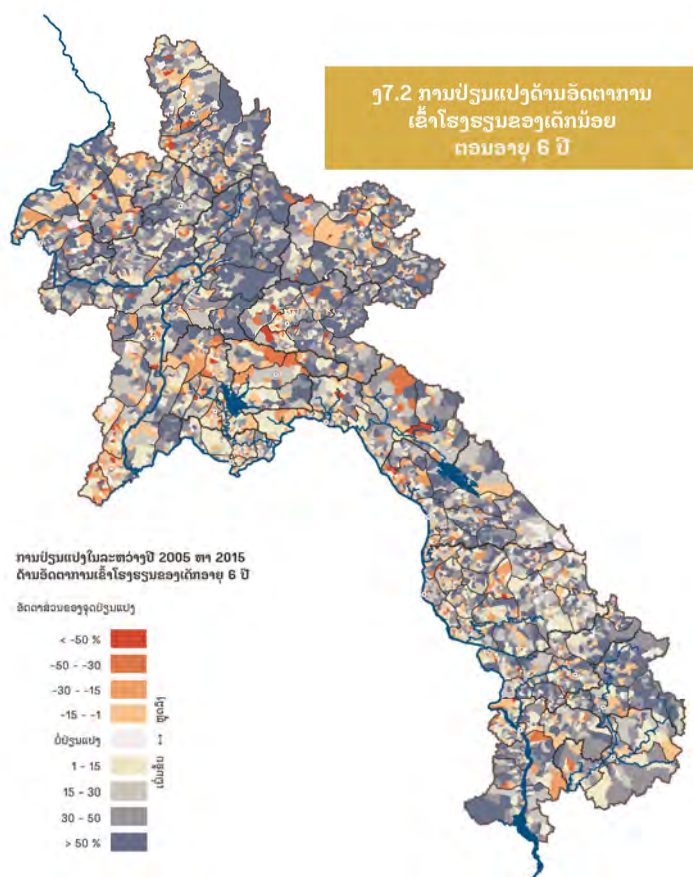 ງ7.2 ການປ່ຽນແປງດ້ານອັດຕາການ
ເຂົ້າໂຮງຮຽນຂອງເດັກນ້ອຍ
ຕອນອາຍຸ 6 ປີ
ການປ່ຽນແປງໃນລະຫວ່າງປີ 2005 ຫາ 2015
ດ້ານອັດຕາການເຂົ້າໂຮງຮຽນຂອງເດັກອາຍຸ 6 ປີ
ອັດຕາສ່ວນຂອງຈຸດປ່ຽນແປງ
< -50 %
-50 - -30
-30 - -15
-15 - -1
ບໍ່ປ່ຽນແປງ
1 - 15
15 - 30
30 - 50
> 50 %
ຫຼຸດລົງ
↔
ເພີ່ມຂຶ້ນ